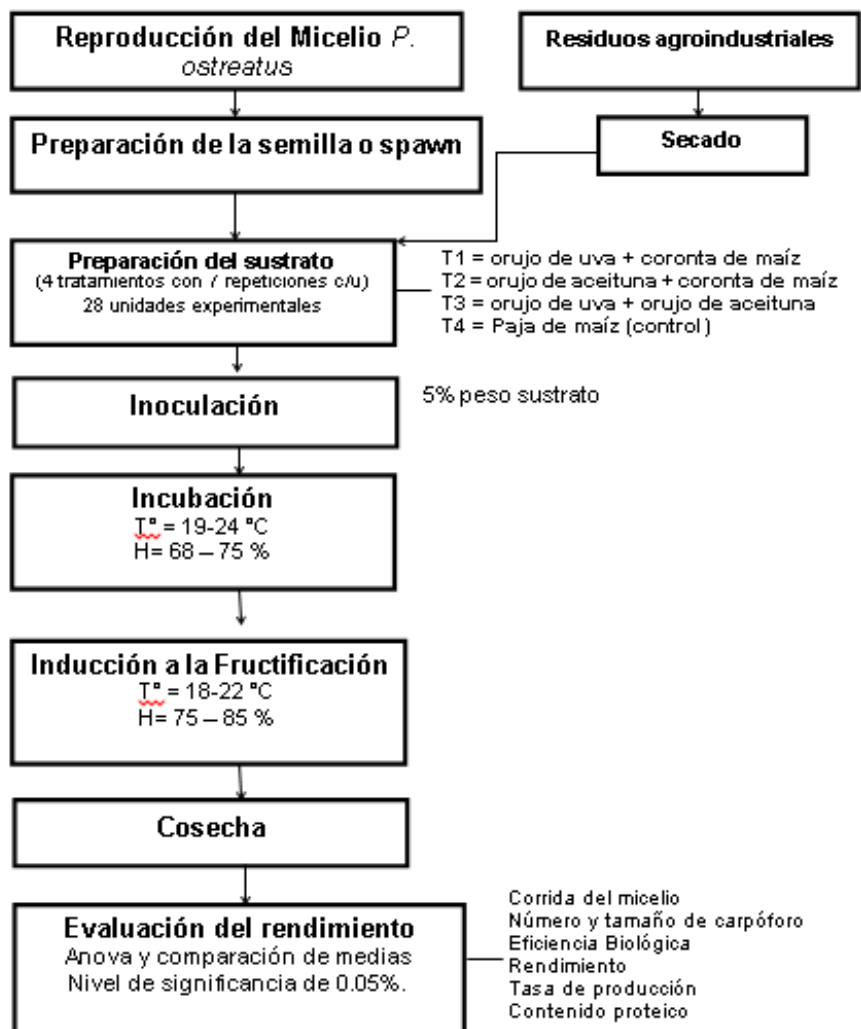 Reproducción del Micelio P.
ostreatus
Residuos agroindustriales
Preparación de la semilla o spawn
Secado
Preparación del sustrato
(4 tratamientos con 7 repeticiones c/u)
28 unidades experimentales
T1 = orujo de uva + coronta de maíz
T2 = orujo de aceituna + coronta de maíz
T3 = orujo de uva + orujo de aceituna
T4 = Paja de maíz (control)
Inoculación
5% peso sustrato
Incubación
T° = 19-24 °C
H= 68 – 75 %
Inducción a la Fructificación
T° = 18-22 °C
H= 75 – 85 %
Cosecha
Evaluación del rendimiento
Anova y comparación de medias
Nivel de significancia de 0.05%.
Corrida del micelio
Número y tamaño de carpóforo
Eficiencia Biológica
Rendimiento
Tasa de producción
Contenido proteico